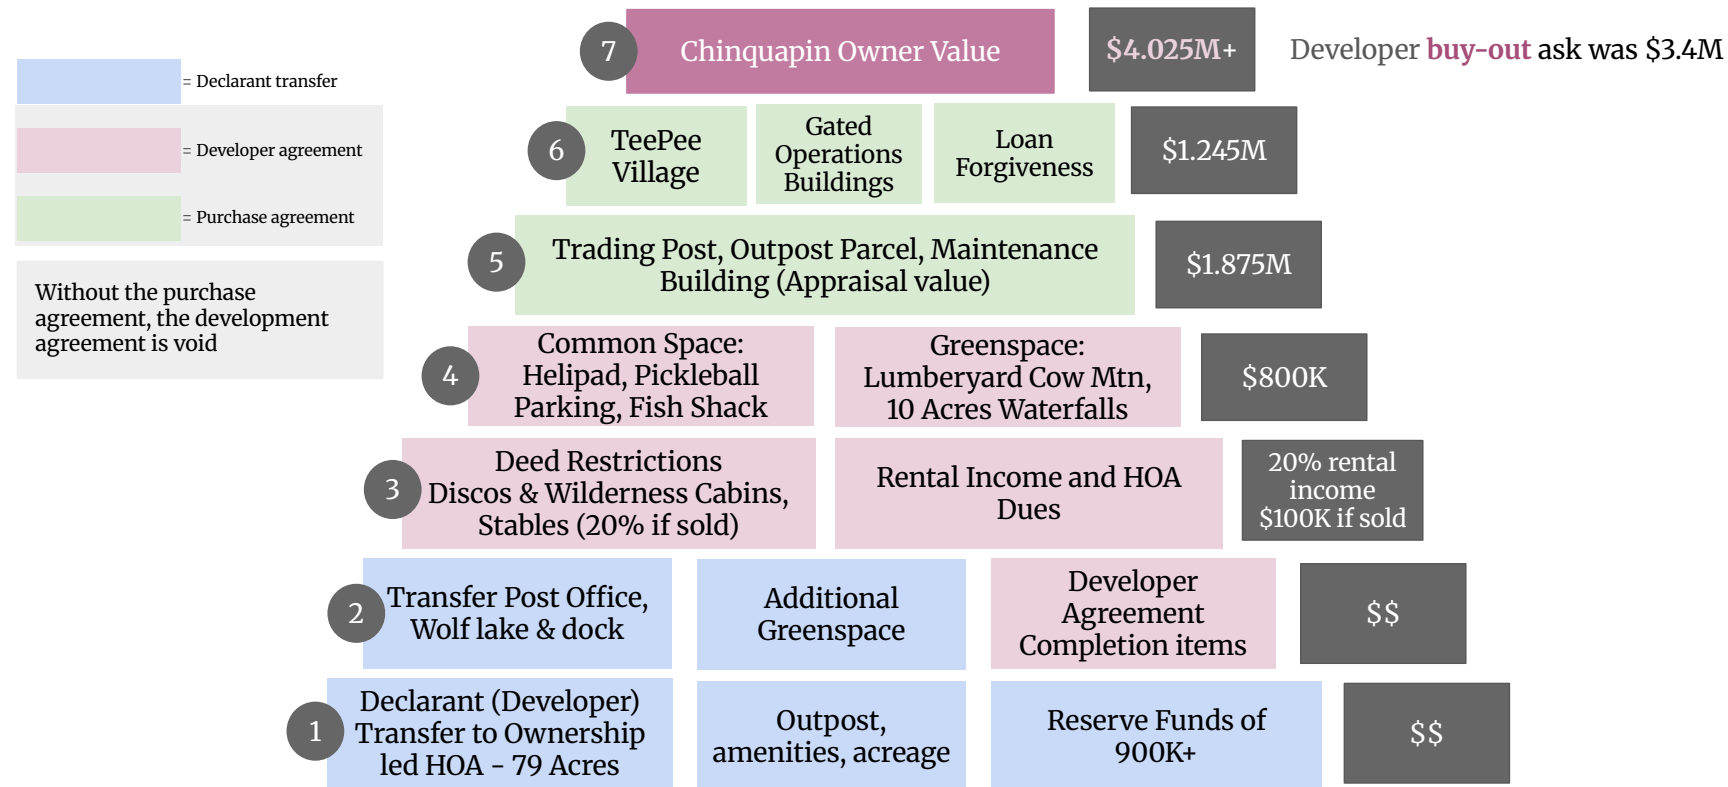 7
Chinquapin Owner Value
$4.025M+
Developer buy-out ask was $3.4M
= Declarant transfer
= Developer agreement
= Purchase agreement
Without the purchase
agreement, the development
agreement is void
6
TeePee
Village
Gated
Operations
Buildings
Loan
Forgiveness
$1.245M
5
Trading Post, Outpost Parcel, Maintenance
Building (Appraisal value)
$1.875M
4
Common Space:
Helipad, Pickleball
Parking, Fish Shack
Greenspace:
Lumberyard Cow Mtn,
10 Acres Waterfalls
$800K
3
Deed Restrictions
Discos & Wilderness Cabins,
Stables (20% if sold)
Rental Income and HOA
Dues
20% rental
income
$100K if sold
2
Transfer Post Office,
Wolf lake & dock
Additional
Greenspace
Developer
Agreement
Completion items
$$
1
Declarant (Developer)
Transfer to Ownership
led HOA - 79 Acres
Outpost,
amenities, acreage
Reserve Funds of
900K+
$$